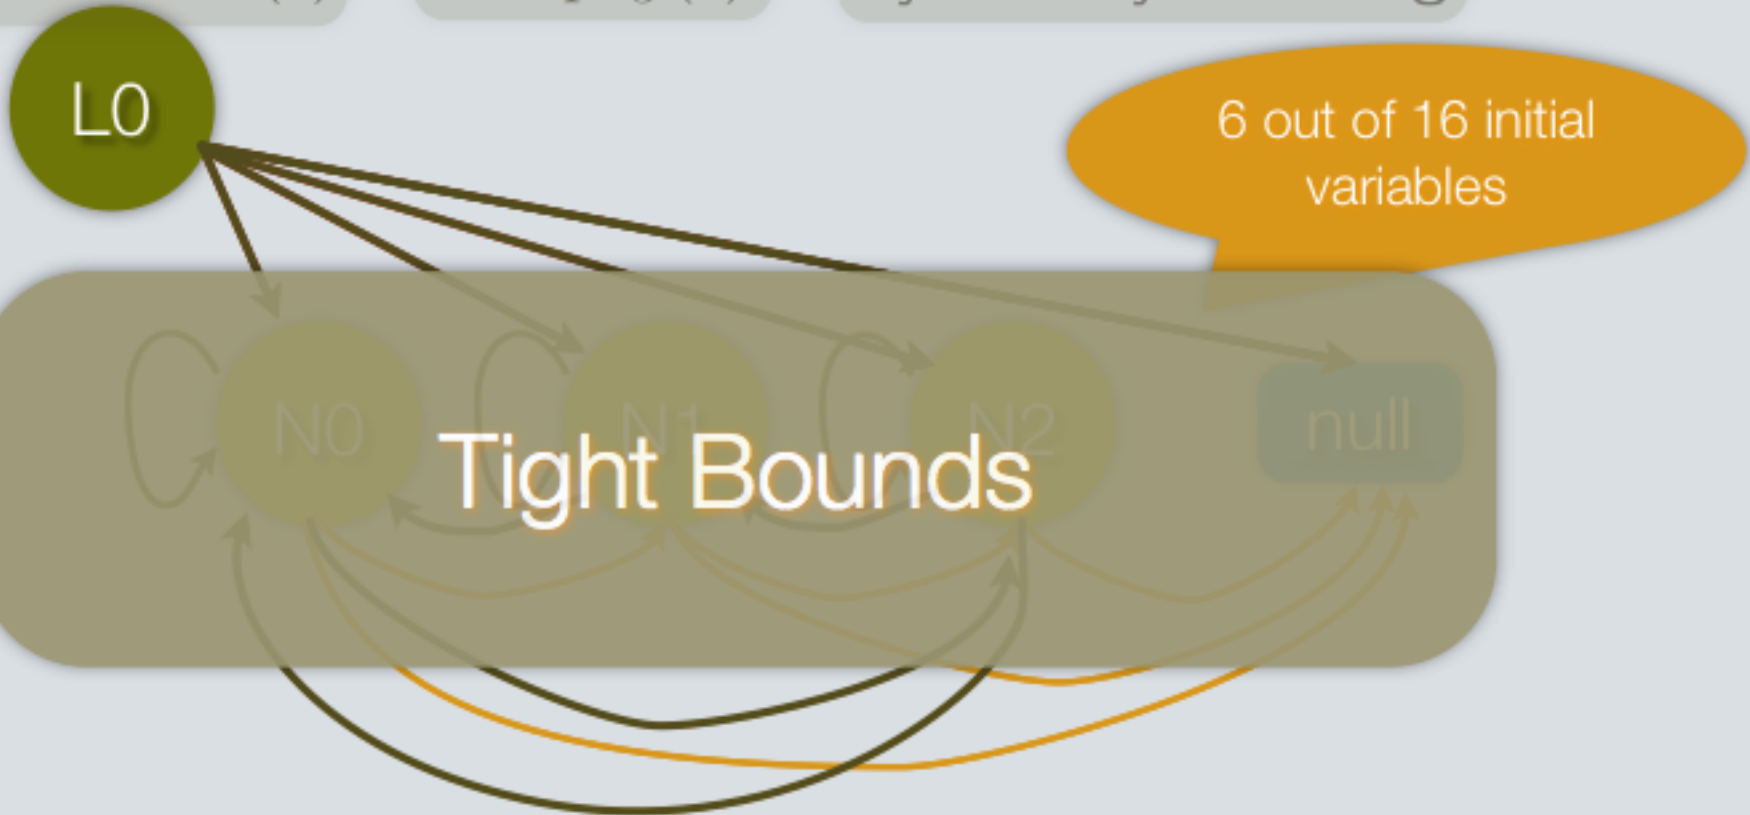 L0
6 out of 16 initial
variables
N0
N1
N2
null
Tight Bounds